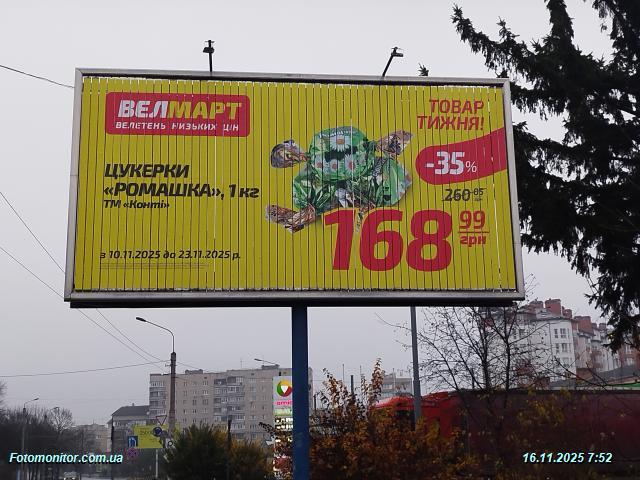 ВЕЛМАРТ
ВЕЛЕТЕНЬ НИЗЬКИХ ЦІН
ТОВАР
ТИЖНЯ!
-35%
ЦУКЕРКИ
«РОМАШКА», 1 кг
ТМ «Конті»
260
168 99
грн
з 10.11.2025 до 23.11.2025 р.
Fotomonitor.com.ua
16.11.2025 7:52